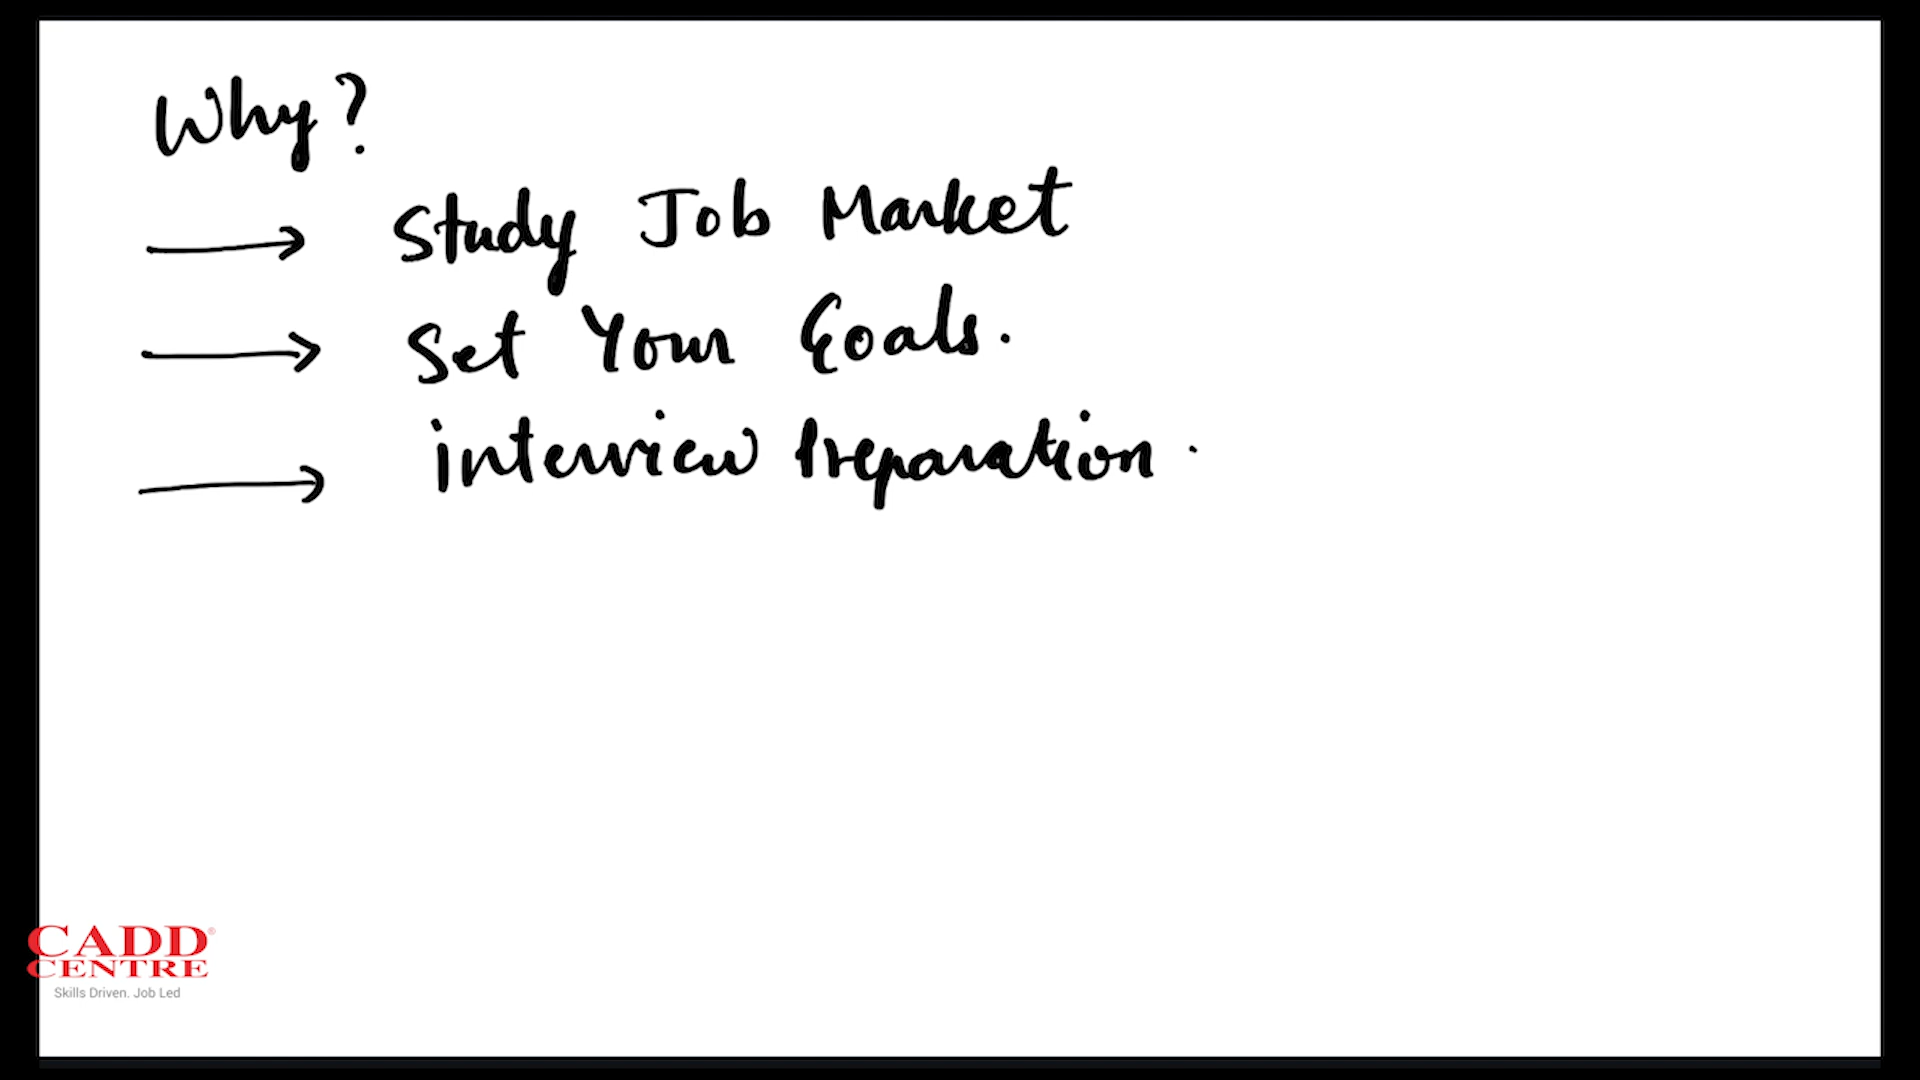 Why?
→ Study Job Market
→ Set Your Goals.
→ interview Preparation.
CADD®
CENTRE
Skills Driven. Job Led